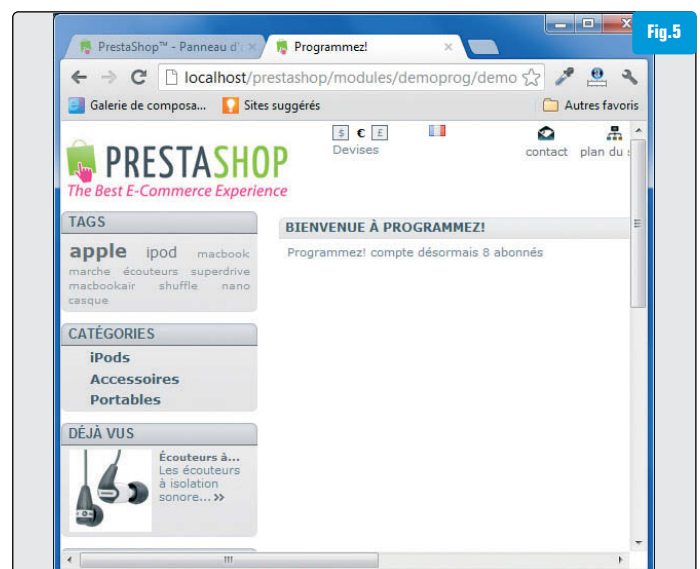 Fig.5
PrestaShop™ - Panneau d'
Programmez!
localhost/prestashop/modules/demoprog/demo
Galerie de composa...
Sites suggérés
Autres favoris
PRESTASHOP
The Best E-Commerce Experience
$ € £
Devises
contact
plan du
TAGS
apple ipod macbook
marche écouteurs superdrive
macbookair shuffle nano
casque
BIENVENUE À PROGRAMMEZ!
Programmez! compte désormais 8 abonnés
CATÉGORIES
iPods
Accessoires
Portables
DÉJÀ VUS
Écouteurs à...
Les écouteurs
à isolation
sonore... »